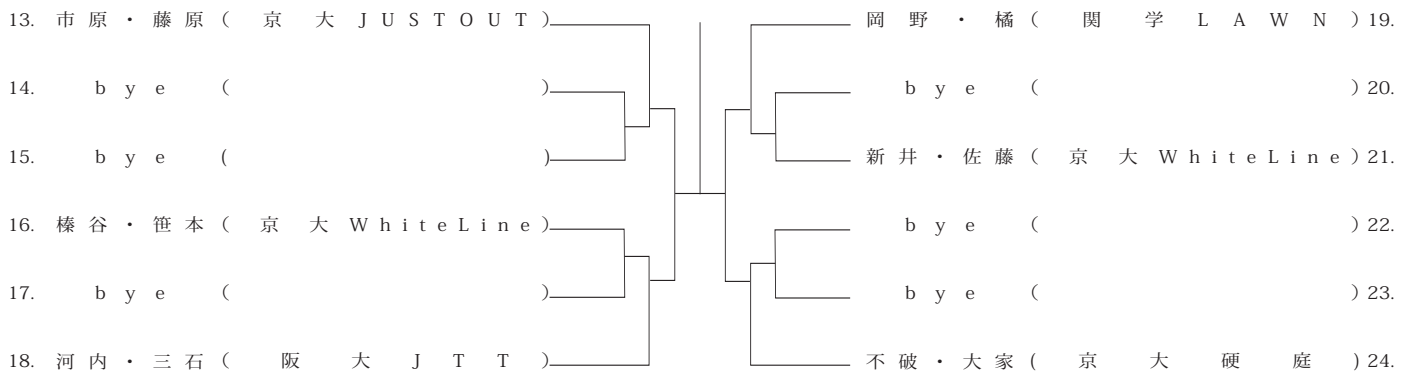 13. 市原・藤原(京大JUSTOUT)
14. bye ( )
15. bye ( )
16. 榛谷・笹本(京大WhiteLine)
17. bye ( )
18. 河内・三石(阪大JTT)
岡野・橘(関学LAWN)19.
bye ( )20.
新井・佐藤(京大WhiteLine)21.
bye ( )22.
bye ( )23.
不破・大家(京大硬庭)24.